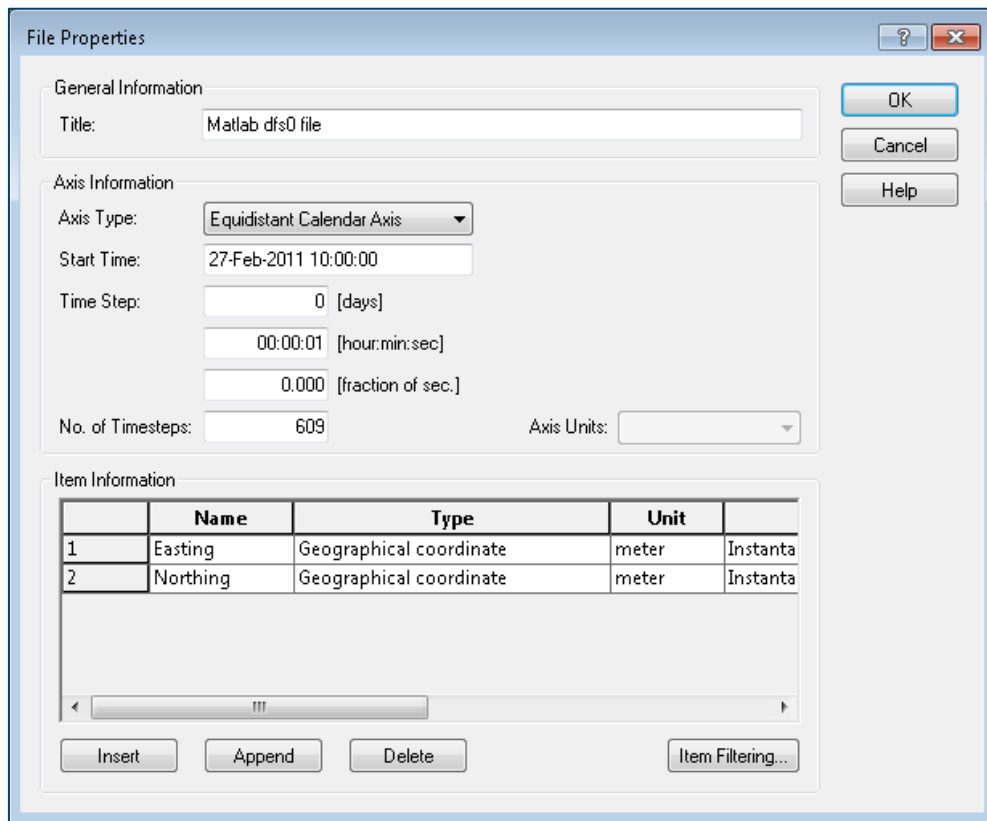 File Properties
General Information
Title: Matlab dfs0 file
OK
Cancel
Help
Axis Information
Axis Type: Equidistant Calendar Axis
Start Time: 27-Feb-2011 10:00:00
Time Step: 0 [days]
00:00:01 [hour:min:sec]
0.000 [fraction of sec.]
No. of Timesteps: 609 Axis Units:
Item Information
Name Type Unit
1 Easting Geographical coordinate meter Instanta
2 Northing Geographical coordinate meter Instanta
Insert Append Delete Item Filtering...